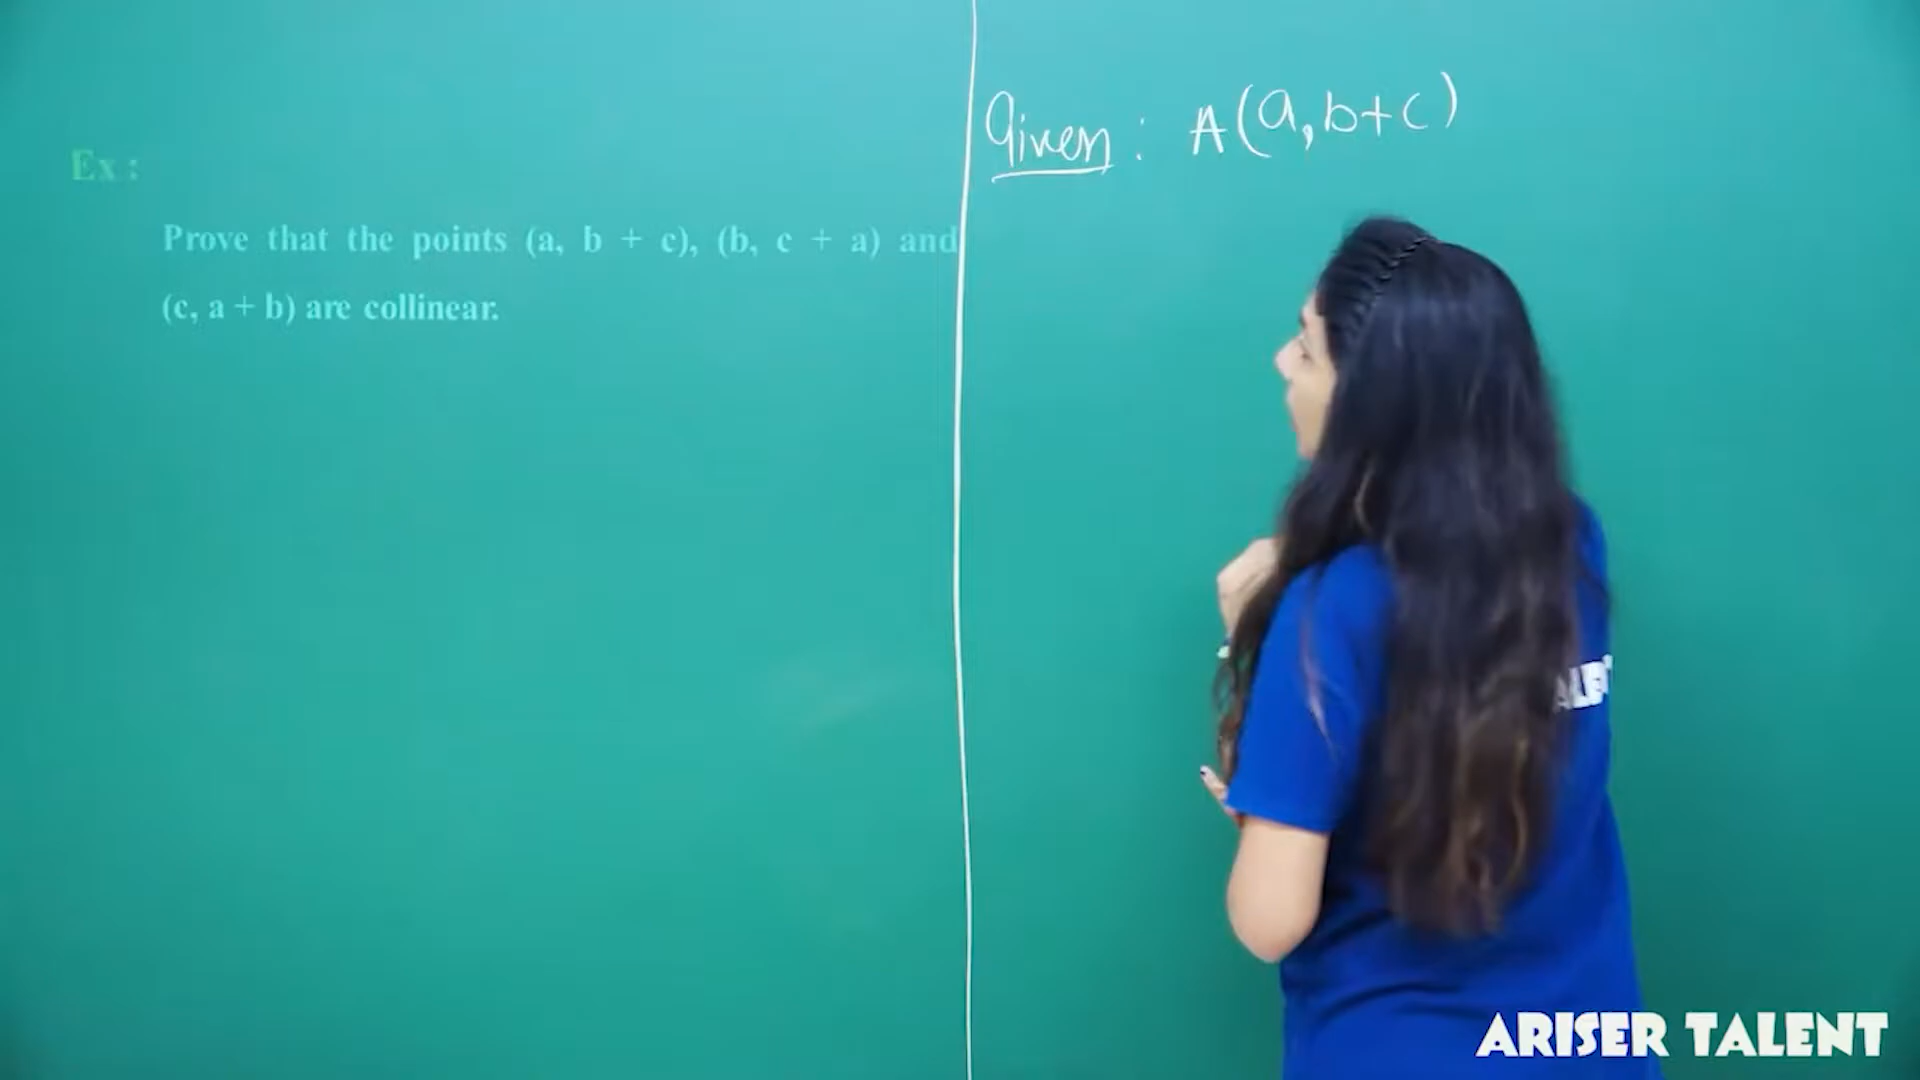 Ex :
Prove that the points (a, b + c), (b, c + a) and
(c, a + b) are collinear.
Given : A(a, b+c)
ARISER TALENT